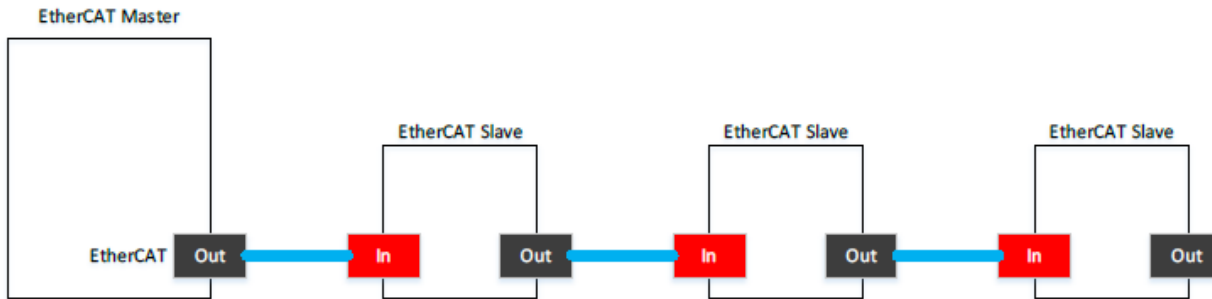 EtherCAT Master
EtherCAT Slave
EtherCAT Slave
EtherCAT Slave
EtherCAT
Out
In
Out
In
Out
In
Out